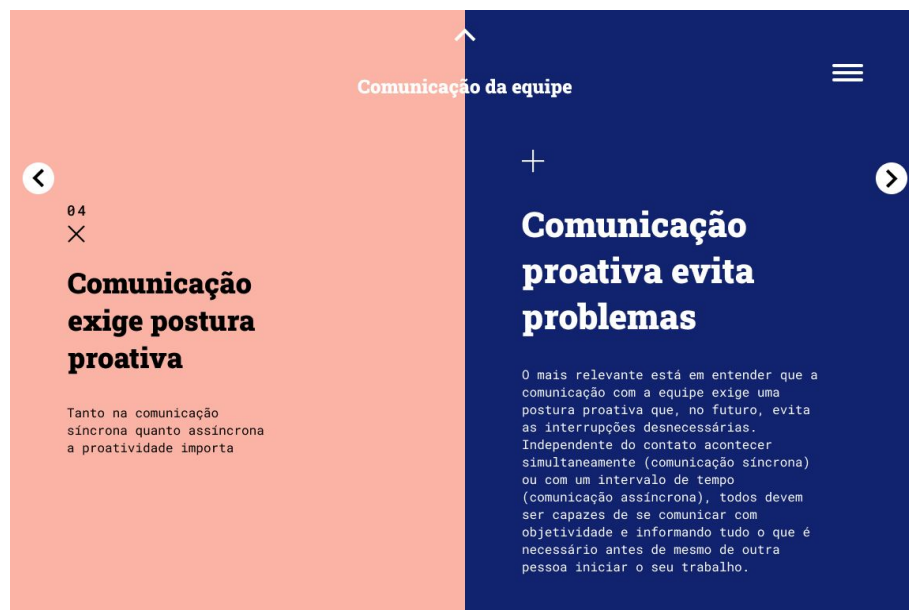 Comunicação da equipe
04
Comunicação
exige postura
proativa
Tanto na comunicação
síncrona quanto assíncrona
a proatividade importa
Comunicação
proativa evita
problemas
O mais relevante está em entender que a
comunicação com a equipe exige uma
postura proativa que, no futuro, evita
as interrupções desnecessárias.
Independente do contato acontecer
simultaneamente (comunicação síncrona)
ou com um intervalo de tempo
(comunicação assíncrona), todos devem
ser capazes de se comunicar com
objetividade e informando tudo o que é
necessário antes de mesmo de outra
pessoa iniciar o seu trabalho.